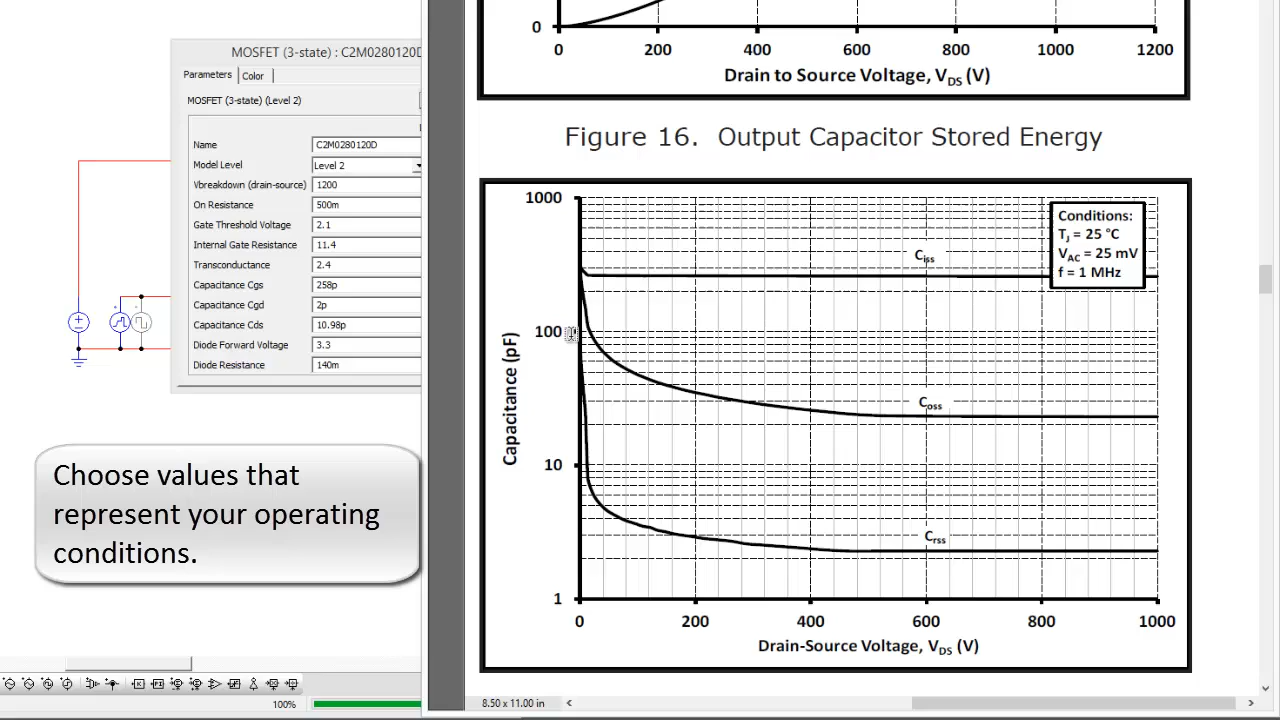 MOSFET (3-state) : C2M0280120D
Parameters
Color
MOSFET (3-state) (Level 2)
Name
C2M0280120D
Model Level
Level 2
Vbreakdown (drain-source)
1200
On Resistance
500m
Gate Threshold Voltage
2.1
Internal Gate Resistance
11.4
Transconductance
2.4
Capacitance Cgs
258p
Capacitance Cgd
2p
Capacitance Cds
10.98p
Diode Forward Voltage
3.3
Diode Resistance
140m
Choose values that
represent your operating
conditions.
100%
0
0 200 400 600 800 1000 1200
Drain to Source Voltage, VDS (V)
Figure 16. Output Capacitor Stored Energy
1000
100
10
1
Capacitance (pF)
Conditions:
TJ = 25 °C
VAC = 25 mV
f = 1 MHz
Ciss
Coss
Crss
0 200 400 600 800 1000
Drain-Source Voltage, VDS (V)
8.50 x 11.00 in